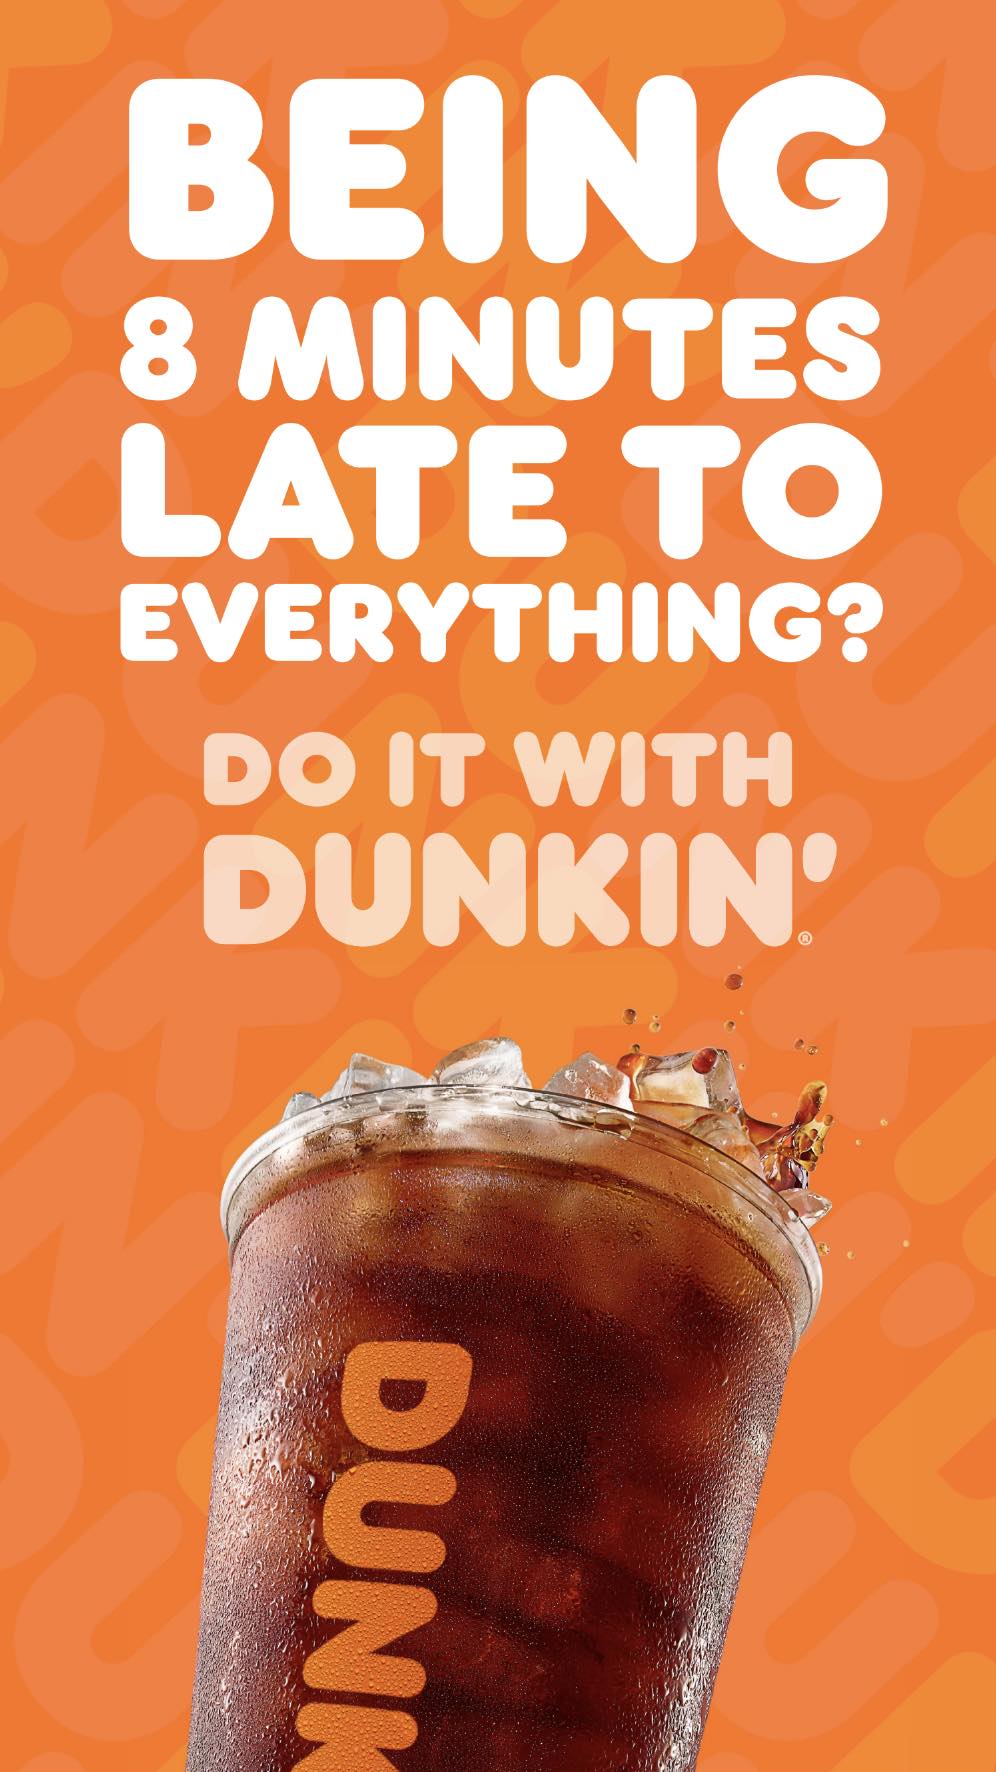 BEING
8 MINUTES
LATE TO
EVERYTHING?
DO IT WITH
DUNKIN'®
DUNK